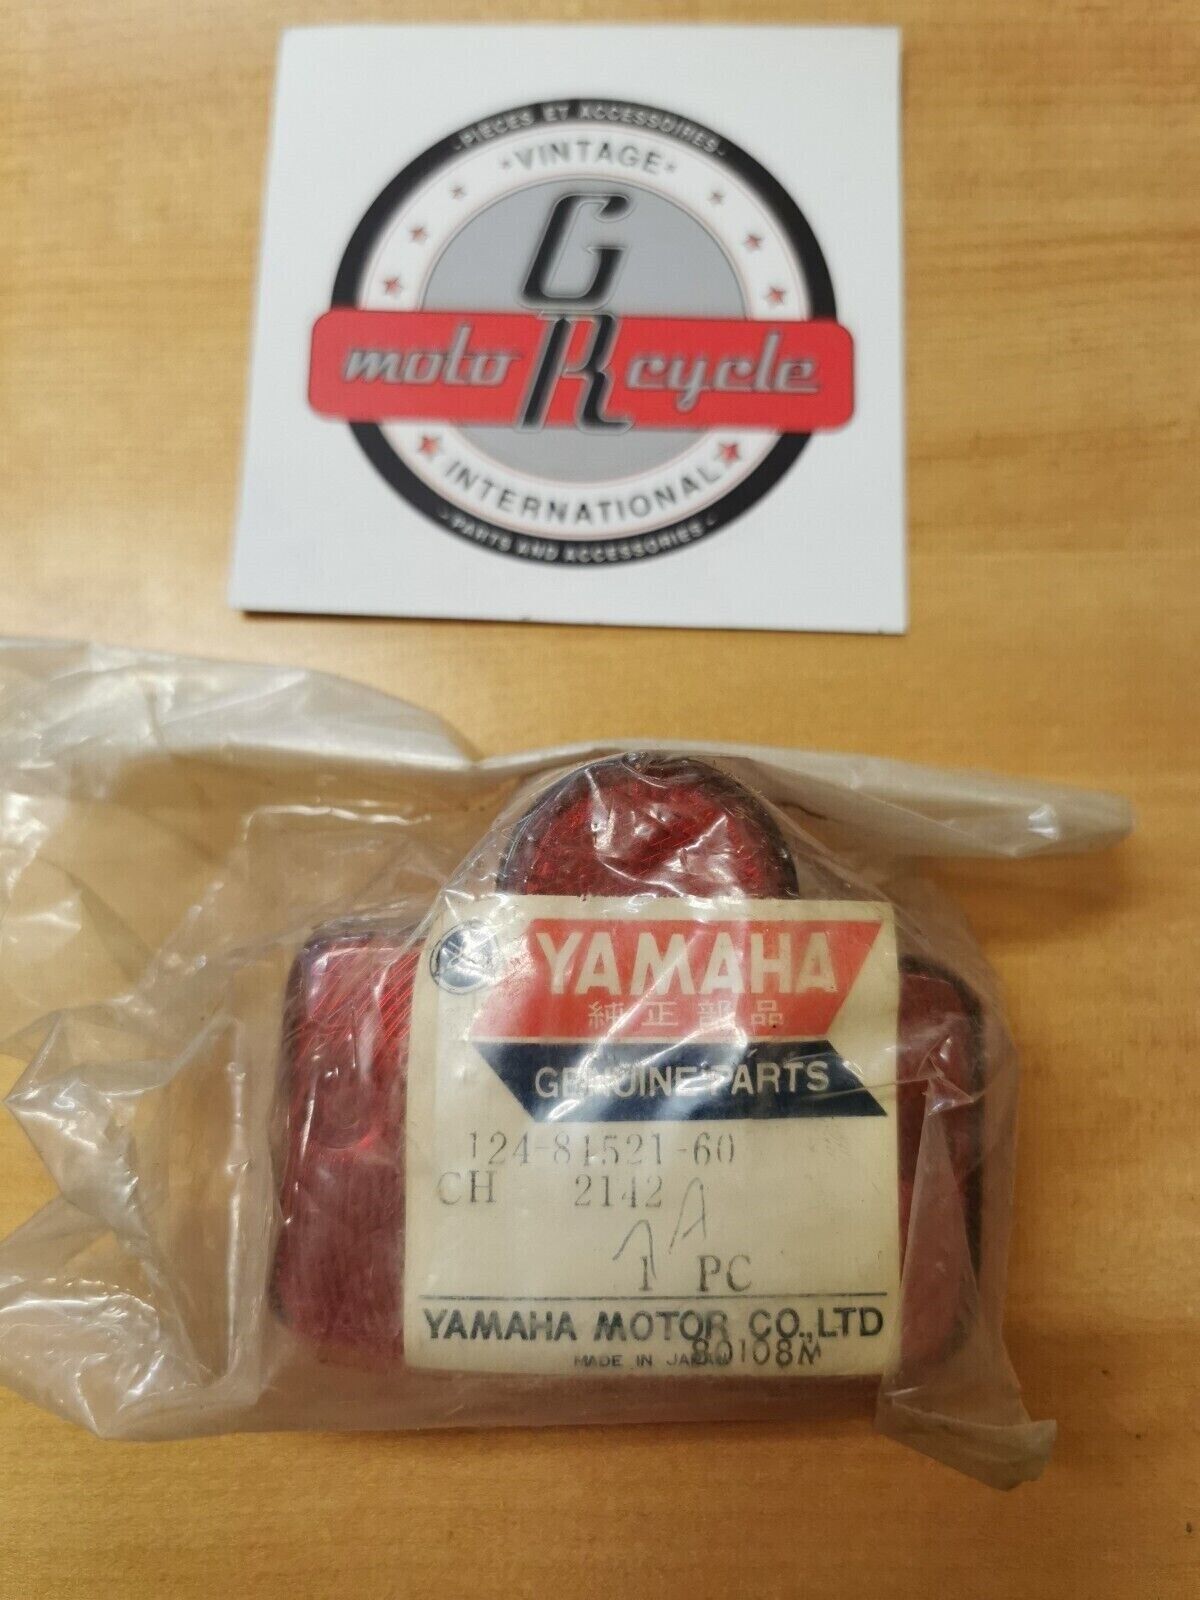 -PIÈCES ET ACCESSOIRES-
*VINTAGE*
G
moto R cycle
INTERNATIONAL
-PARTS AND ACCESSORIES-
YAMAHA
純正部品
GENUINE PARTS
124-81521-60
CH 2142
A
1 PC
YAMAHA MOTOR CO.,LTD
MADE IN JAPAN 80108M